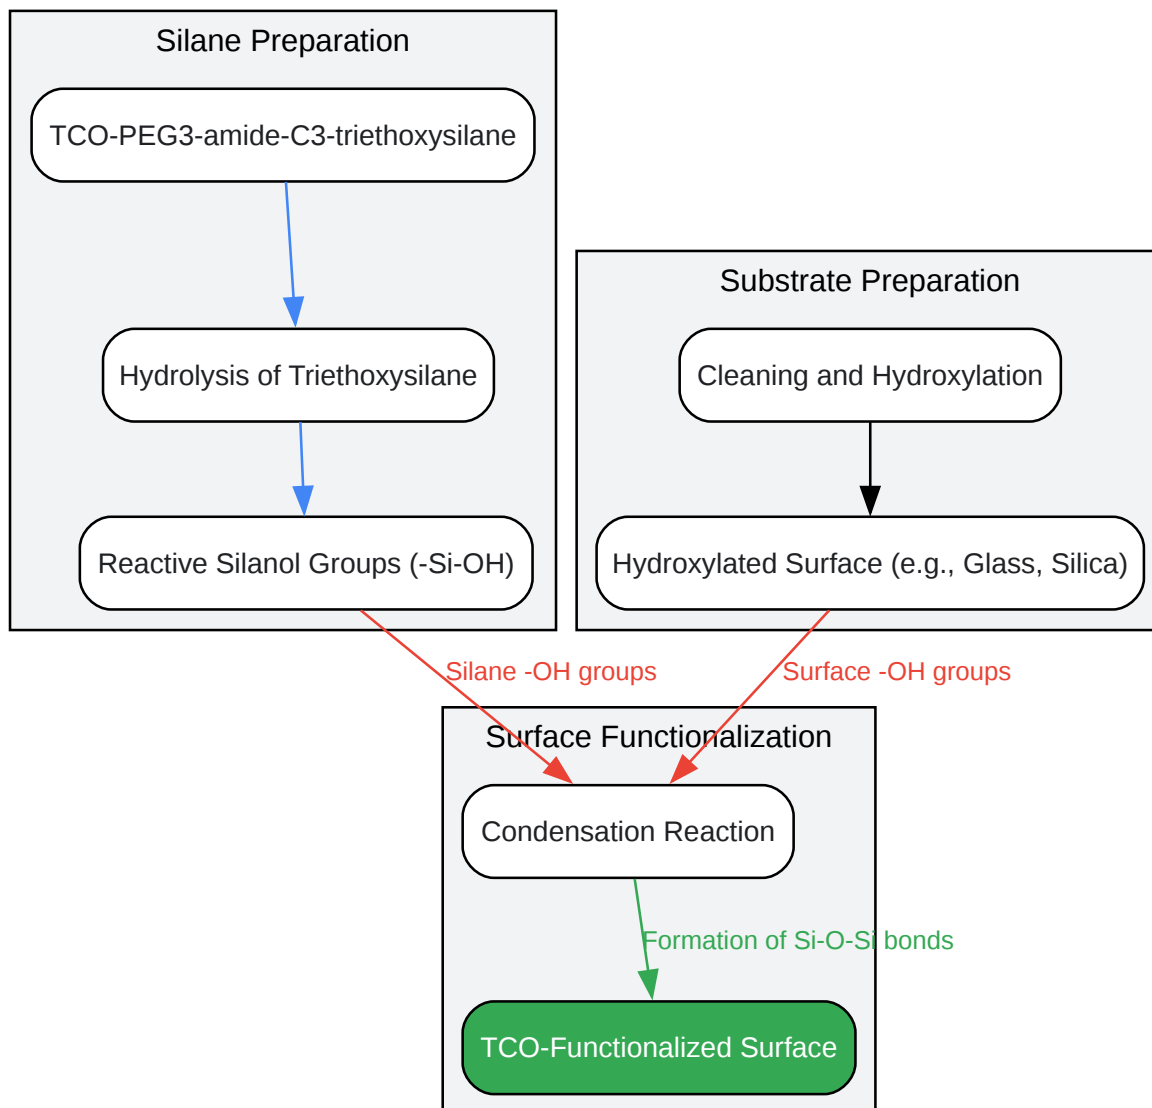 Silane Preparation
TCO-PEG3-amide-C3-triethoxysilane
Hydrolysis of Triethoxysilane
Reactive Silanol Groups (-Si-OH)
Substrate Preparation
Cleaning and Hydroxylation
Hydroxylated Surface (e.g., Glass, Silica)
Silane -OH groups
Surface -OH groups
Surface Functionalization
Condensation Reaction
Formation of Si-O-Si bonds
TCO-Functionalized Surface